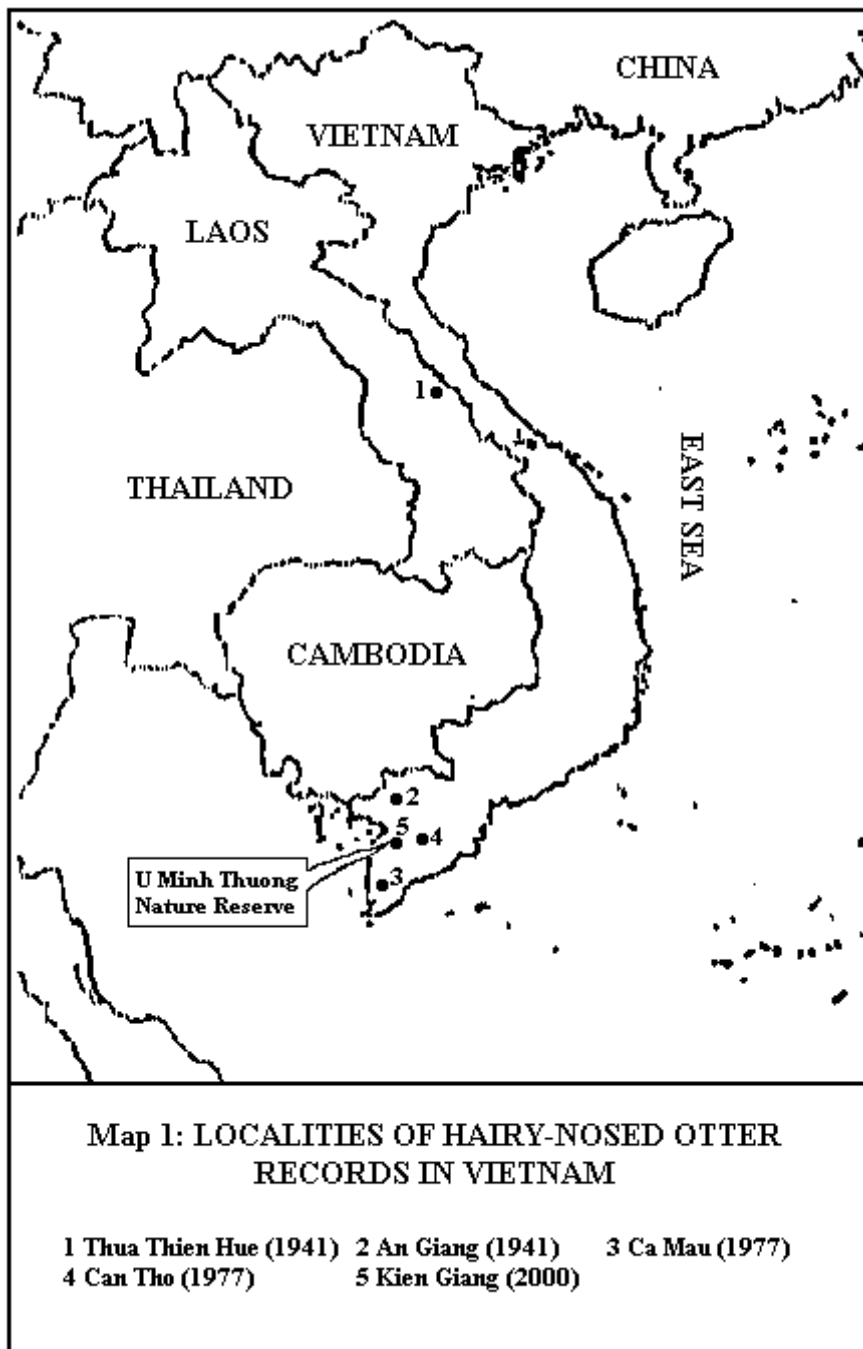 CHINA
VIETNAM
LAOS
1
1
EAST SEA
THAILAND
CAMBODIA
2
5
4
U Minh Thuong
Nature Reserve
3
Map 1: LOCALITIES OF HAIRY-NOSED OTTER
RECORDS IN VIETNAM
1 Thua Thien Hue (1941) 2 An Giang (1941) 3 Ca Mau (1977)
4 Can Tho (1977) 5 Kien Giang (2000)